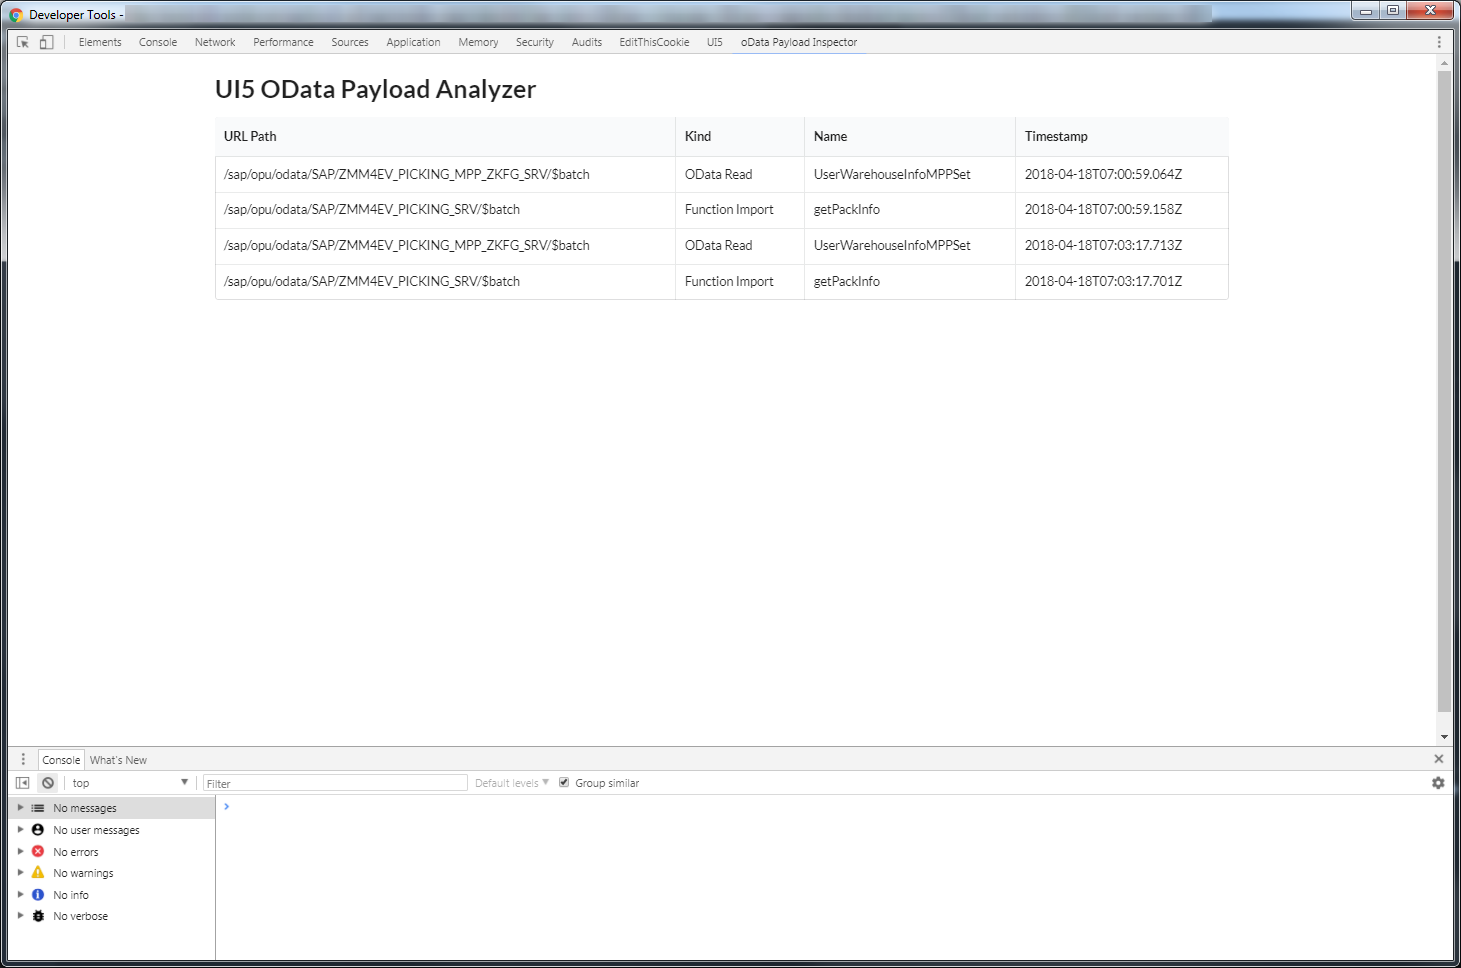 Developer Tools -
Elements Console Network Performance Sources Application Memory Security Audits EditThisCookie UI5 oData Payload Inspector
UI5 OData Payload Analyzer
URL Path Kind Name Timestamp
/sap/opu/odata/SAP/ZMM4EV_PICKING_MPP_ZKFG_SRV/$batch OData Read UserWarehouseInfoMPPSet 2018-04-18T07:00:59.064Z
/sap/opu/odata/SAP/ZMM4EV_PICKING_SRV/$batch Function Import getPackInfo 2018-04-18T07:00:59.158Z
/sap/opu/odata/SAP/ZMM4EV_PICKING_MPP_ZKFG_SRV/$batch OData Read UserWarehouseInfoMPPSet 2018-04-18T07:03:17.713Z
/sap/opu/odata/SAP/ZMM4EV_PICKING_SRV/$batch Function Import getPackInfo 2018-04-18T07:03:17.701Z
Console What's New
top Filter Default levels Group similar
No messages
No user messages
No errors
No warnings
No info
No verbose